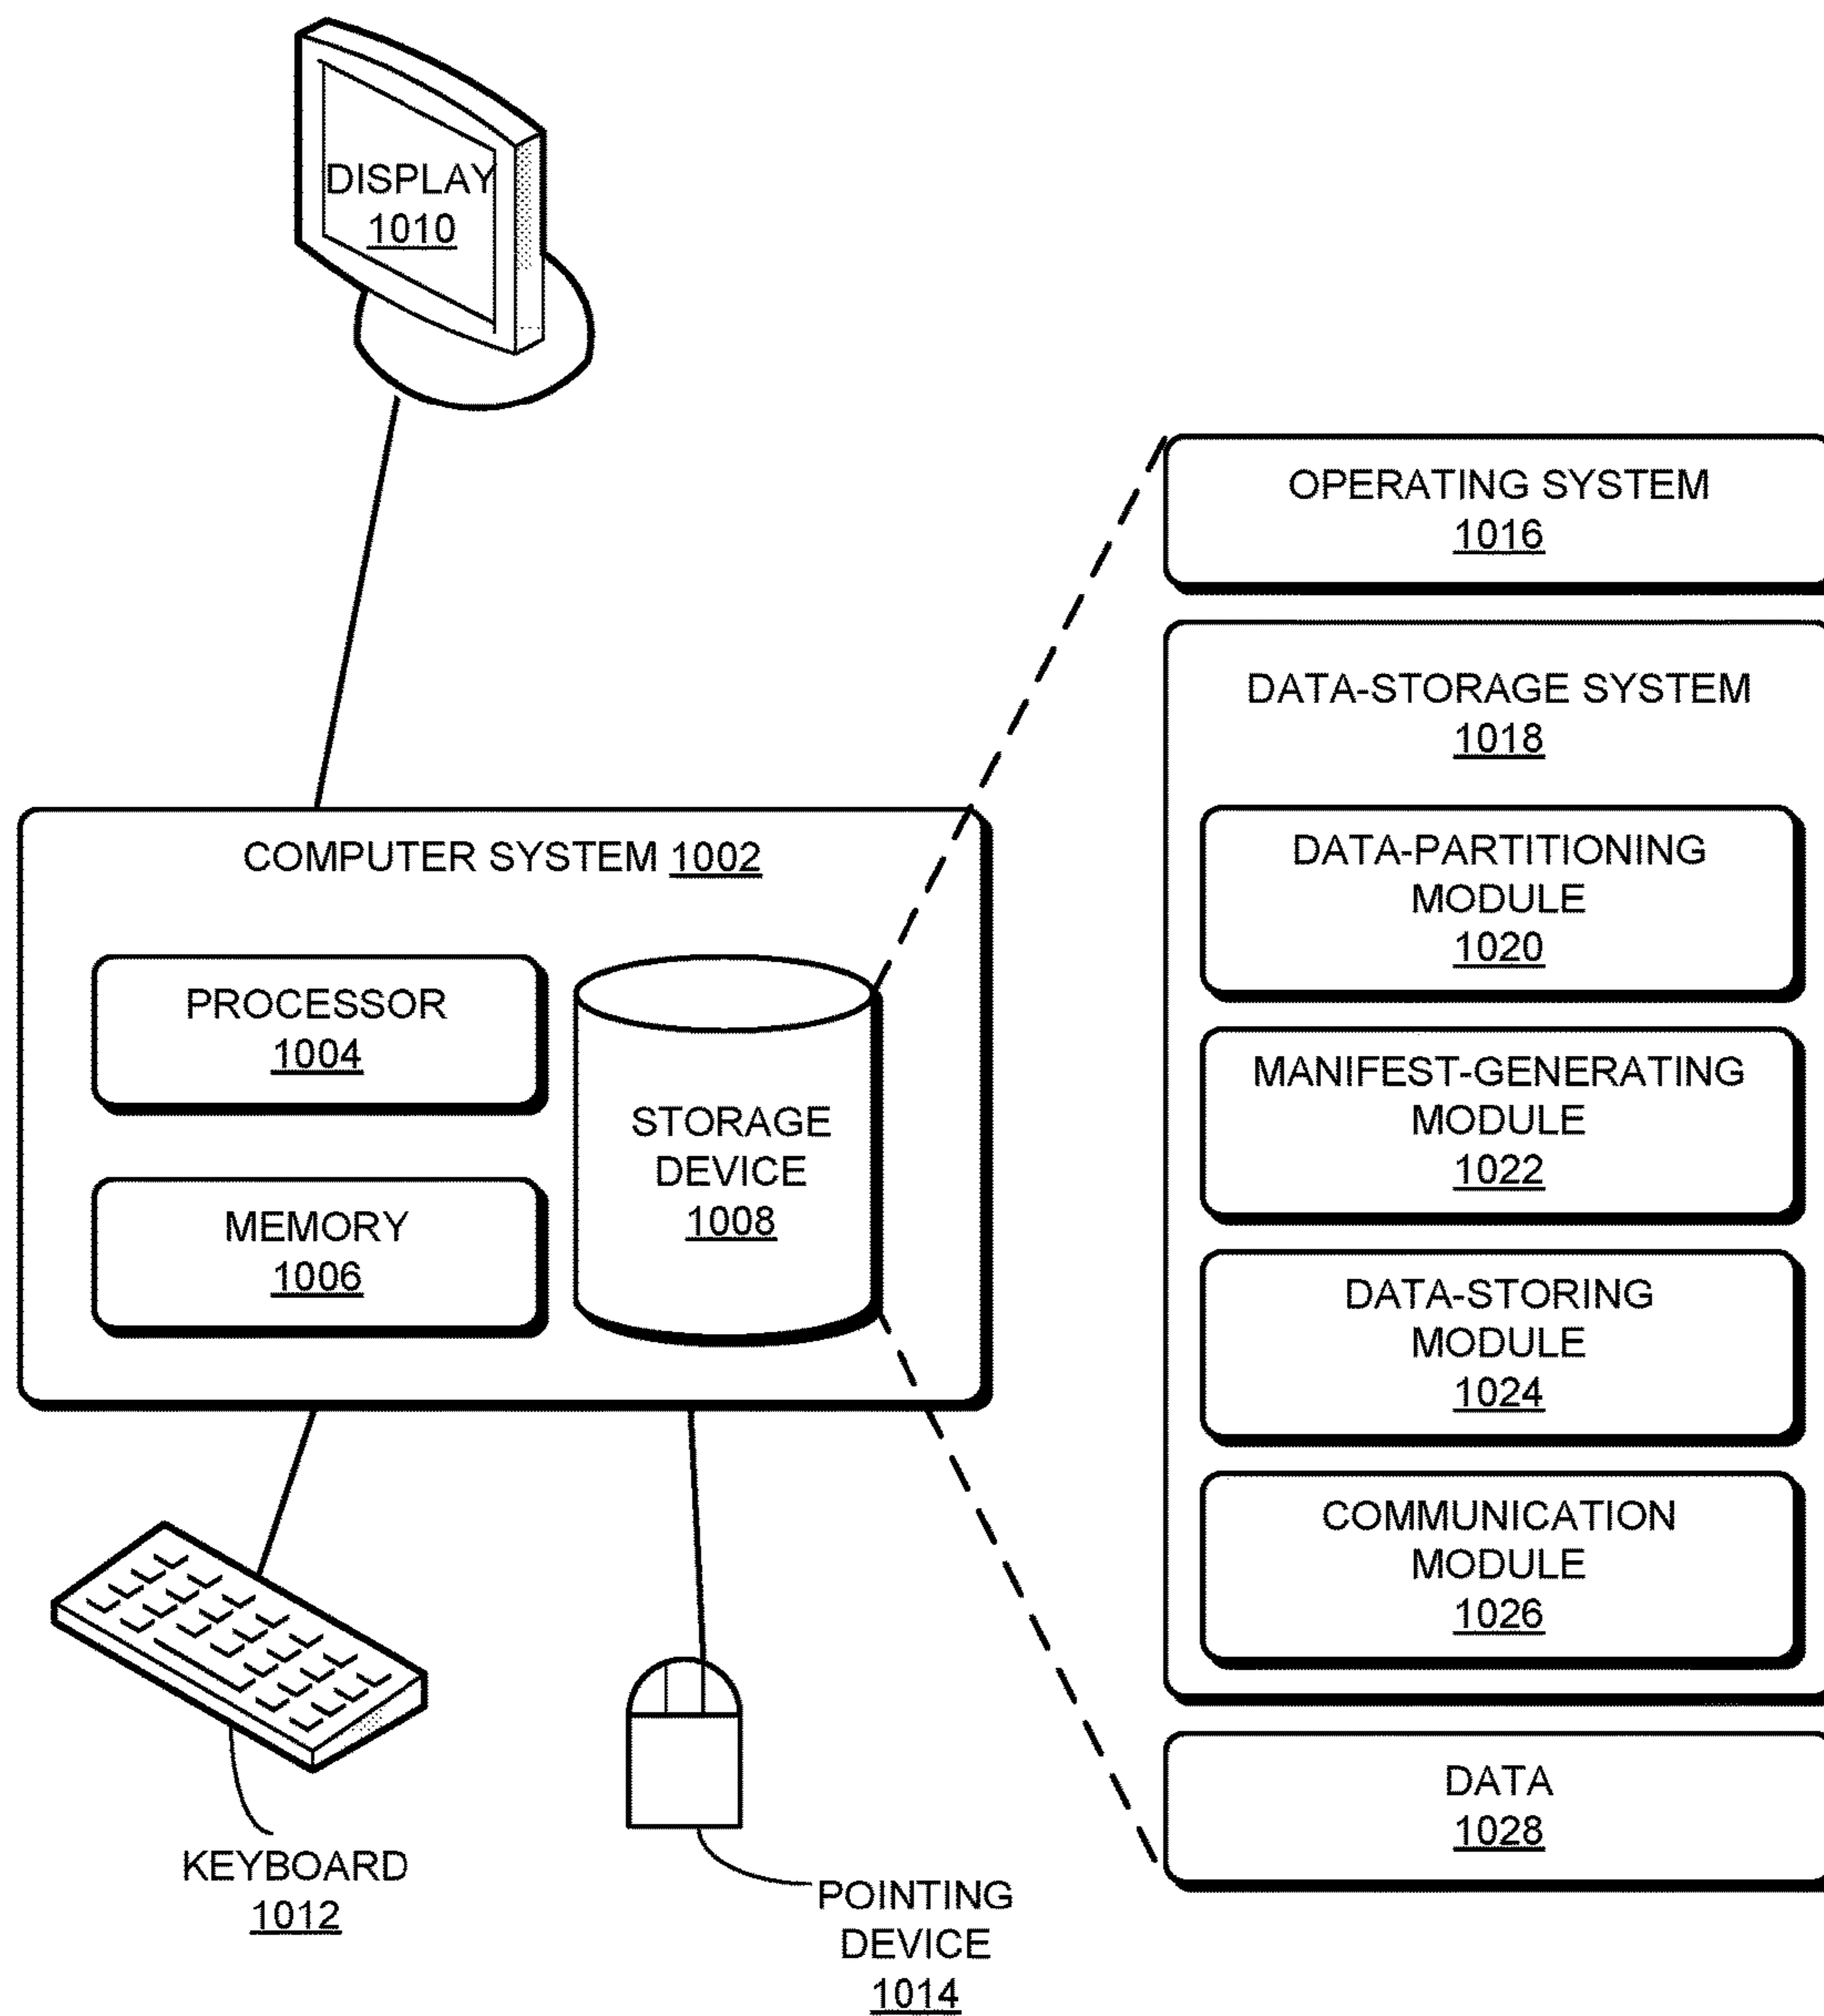 DISPLAY
1010
COMPUTER SYSTEM 1002
PROCESSOR
1004
MEMORY
1006
STORAGE
DEVICE
1008
KEYBOARD
1012
POINTING
DEVICE
1014
OPERATING SYSTEM
1016
DATA-STORAGE SYSTEM
1018
DATA-PARTITIONING
MODULE
1020
MANIFEST-GENERATING
MODULE
1022
DATA-STORING
MODULE
1024
COMMUNICATION
MODULE
1026
DATA
1028